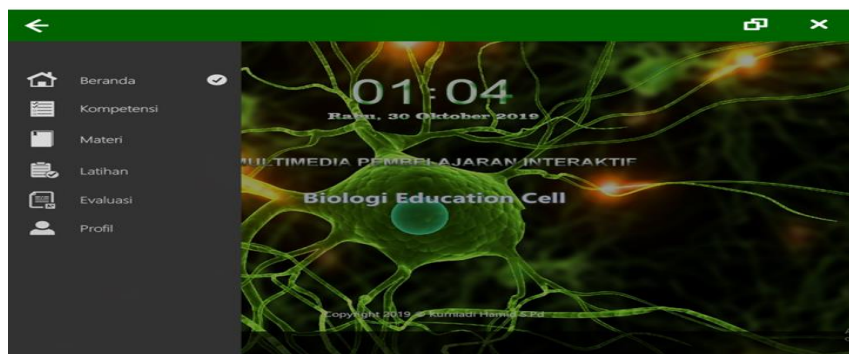 Beranda
Kompetensi
Materi
Latihan
Evaluasi
Profil
01:04
Rabu, 30 Oktober 2019
MULTIMEDIA PEMBELAJARAN INTERAKTIF
Biologi Education Cell
Copyright 2019 © Kurniadi Hamid S.Pd